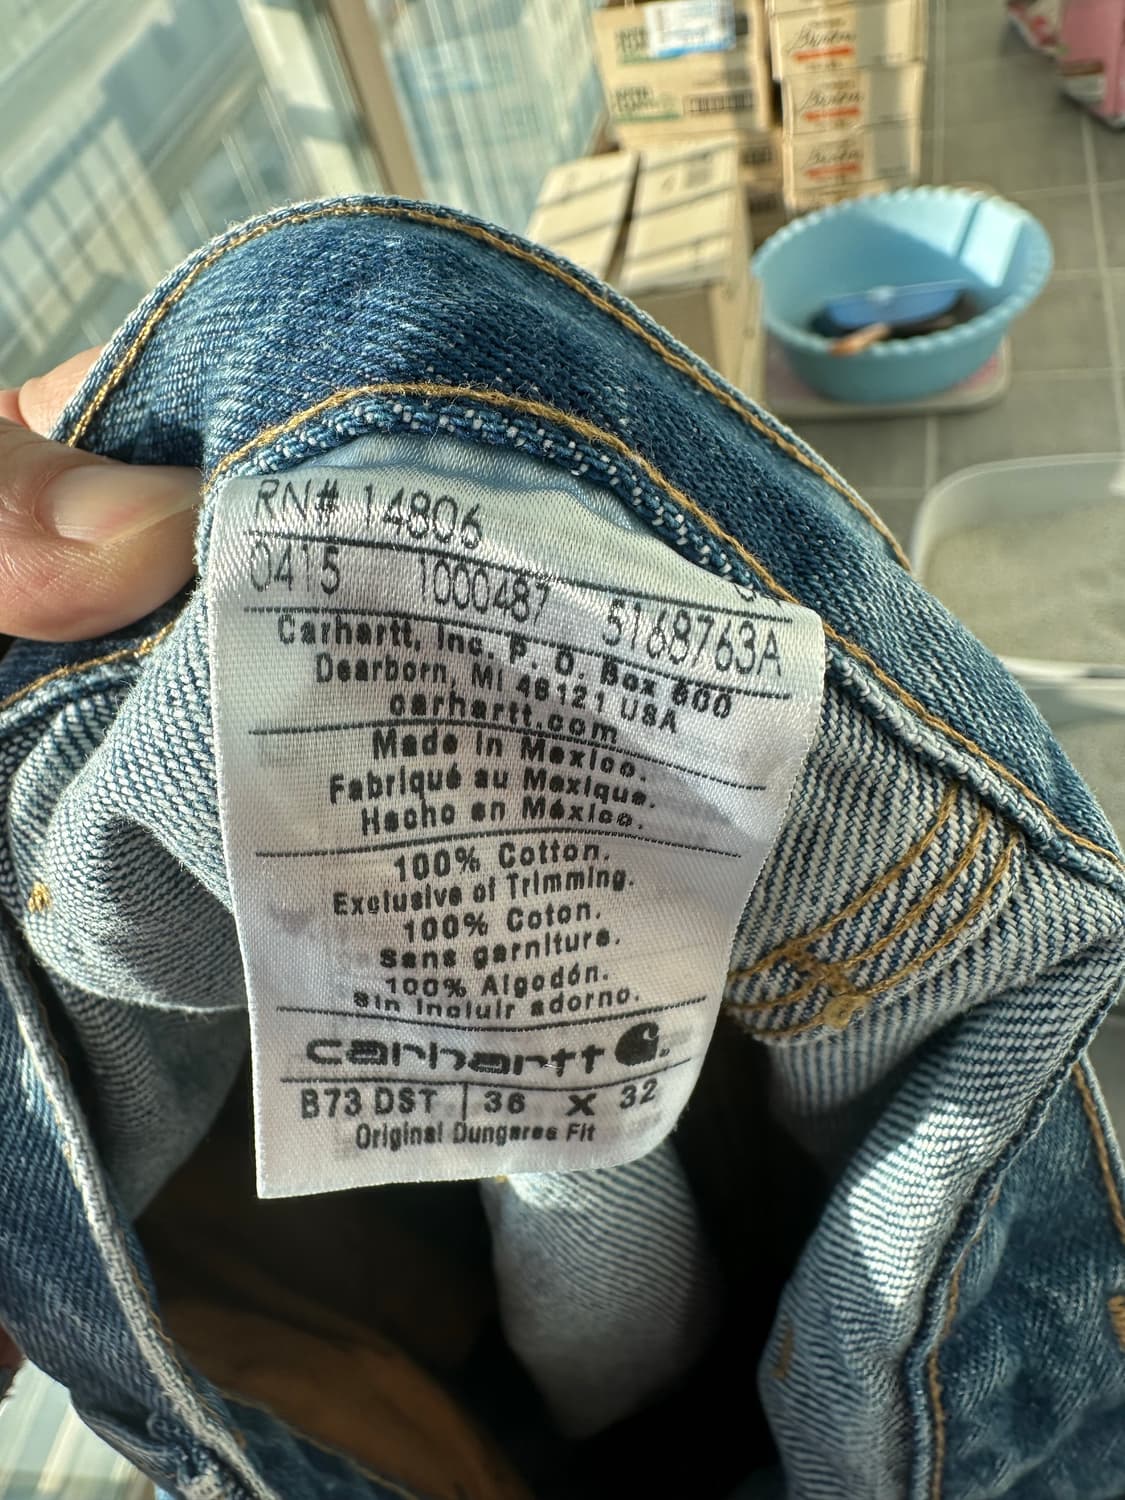 RN# 14806
0415 1000487 5168763A
Carhartt, Inc. P. O. Box 600
Dearborn, MI 48121 USA
carhartt.com
Made in Mexico.
Fabriqué au Mexique.
Hecho en México.
100% Cotton.
Exclusive of Trimming.
100% Coton.
sans garniture.
100% Algodón.
sin incluir adorno.
carhartt
B73 DST | 36 X 32
Original Dungaree Fit